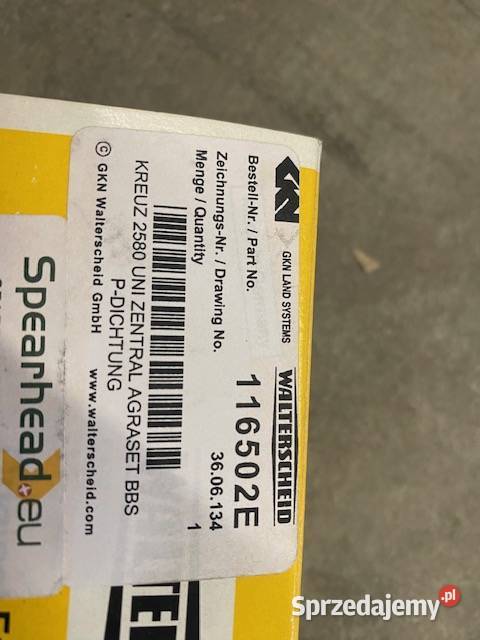 GKN
GKN LAND SYSTEMS
WALTERSCHEID
Bestell-Nr. / Part No.
116502E
Zeichnungs-Nr. / Drawing No.
36.06.134
Menge / Quantity
1
KREUZ 2580 UNI ZENTRAL AGRASET BBS
P-DICHTUNG
© GKN Walterscheid GmbH
www.walterscheid.com
Spearhead.eu
Sprzedajemy.pl